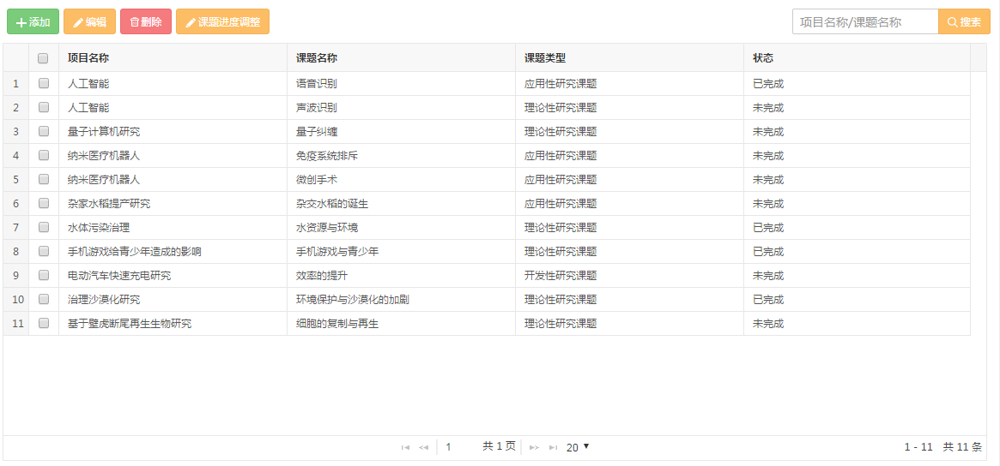 添加 编辑 删除 课题进度调整 项目名称/课题名称 搜索
项目名称 课题名称 课题类型 状态
1 人工智能 语音识别 应用性研究课题 已完成
2 人工智能 声波识别 理论性研究课题 未完成
3 量子计算机研究 量子纠缠 理论性研究课题 未完成
4 纳米医疗机器人 免疫系统排斥 应用性研究课题 未完成
5 纳米医疗机器人 微创手术 应用性研究课题 未完成
6 杂家水稻提产研究 杂交水稻的诞生 应用性研究课题 未完成
7 水体污染治理 水资源与环境 理论性研究课题 已完成
8 手机游戏给青少年造成的影响 手机游戏与青少年 理论性研究课题 已完成
9 电动汽车快速充电研究 效率的提升 开发性研究课题 未完成
10 治理沙漠化研究 环境保护与沙漠化的加剧 理论性研究课题 已完成
11 基于壁虎断尾再生生物研究 细胞的复制与再生 理论性研究课题 未完成
1 共 1 页 20 1 - 11 共 11 条